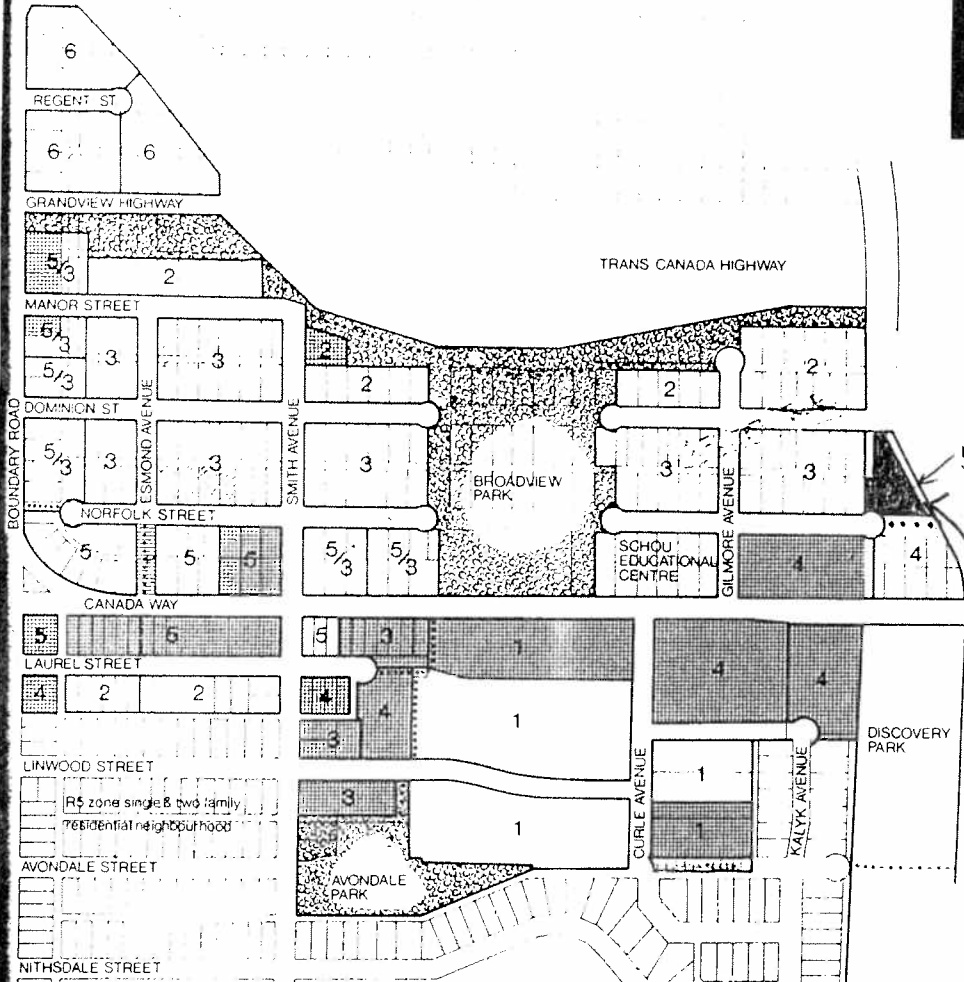 6
REGENT ST
6
6
GRANDVIEW HIGHWAY
TRANS CANADA HIGHWAY
5/3
2
MANOR STREET
5/3
3
3
2
2
2
2
5/3
DOMINION ST
BOUNDARY ROAD
ESMOND AVENUE
SMITH AVENUE
GILMORE AVENUE
5/3
3
3
3
BROADVIEW
PARK
3
3
NORFOLK STREET
5
5
5
5/3
5/3
SCHOU
EDUCATIONAL
CENTRE
4
4
CANADA WAY
5
5
5
3
1
4
4
LAUREL STREET
4
2
2
4
4
1
3
DISCOVERY
PARK
LINWOOD STREET
CURLE AVENUE
KALYK AVENUE
1
R5 zone single & two family
residential neighbourhood
3
1
1
AVONDALE STREET
AVONDALE
PARK
NITHSDALE STREET